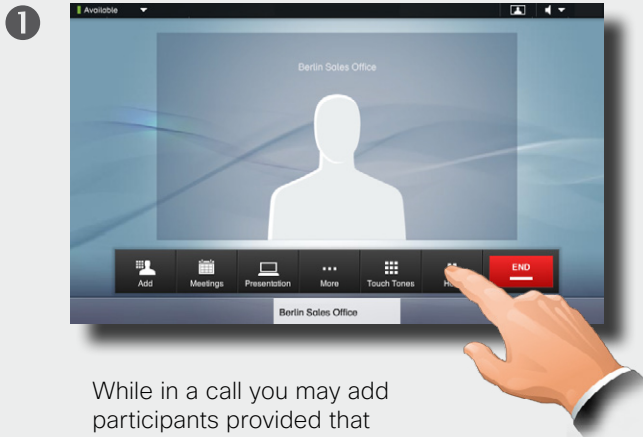 1
Available
Berlin Sales Office
Add Meetings Presentation More Touch Tones END
Berlin Sales Office
While in a call you may add
participants provided that